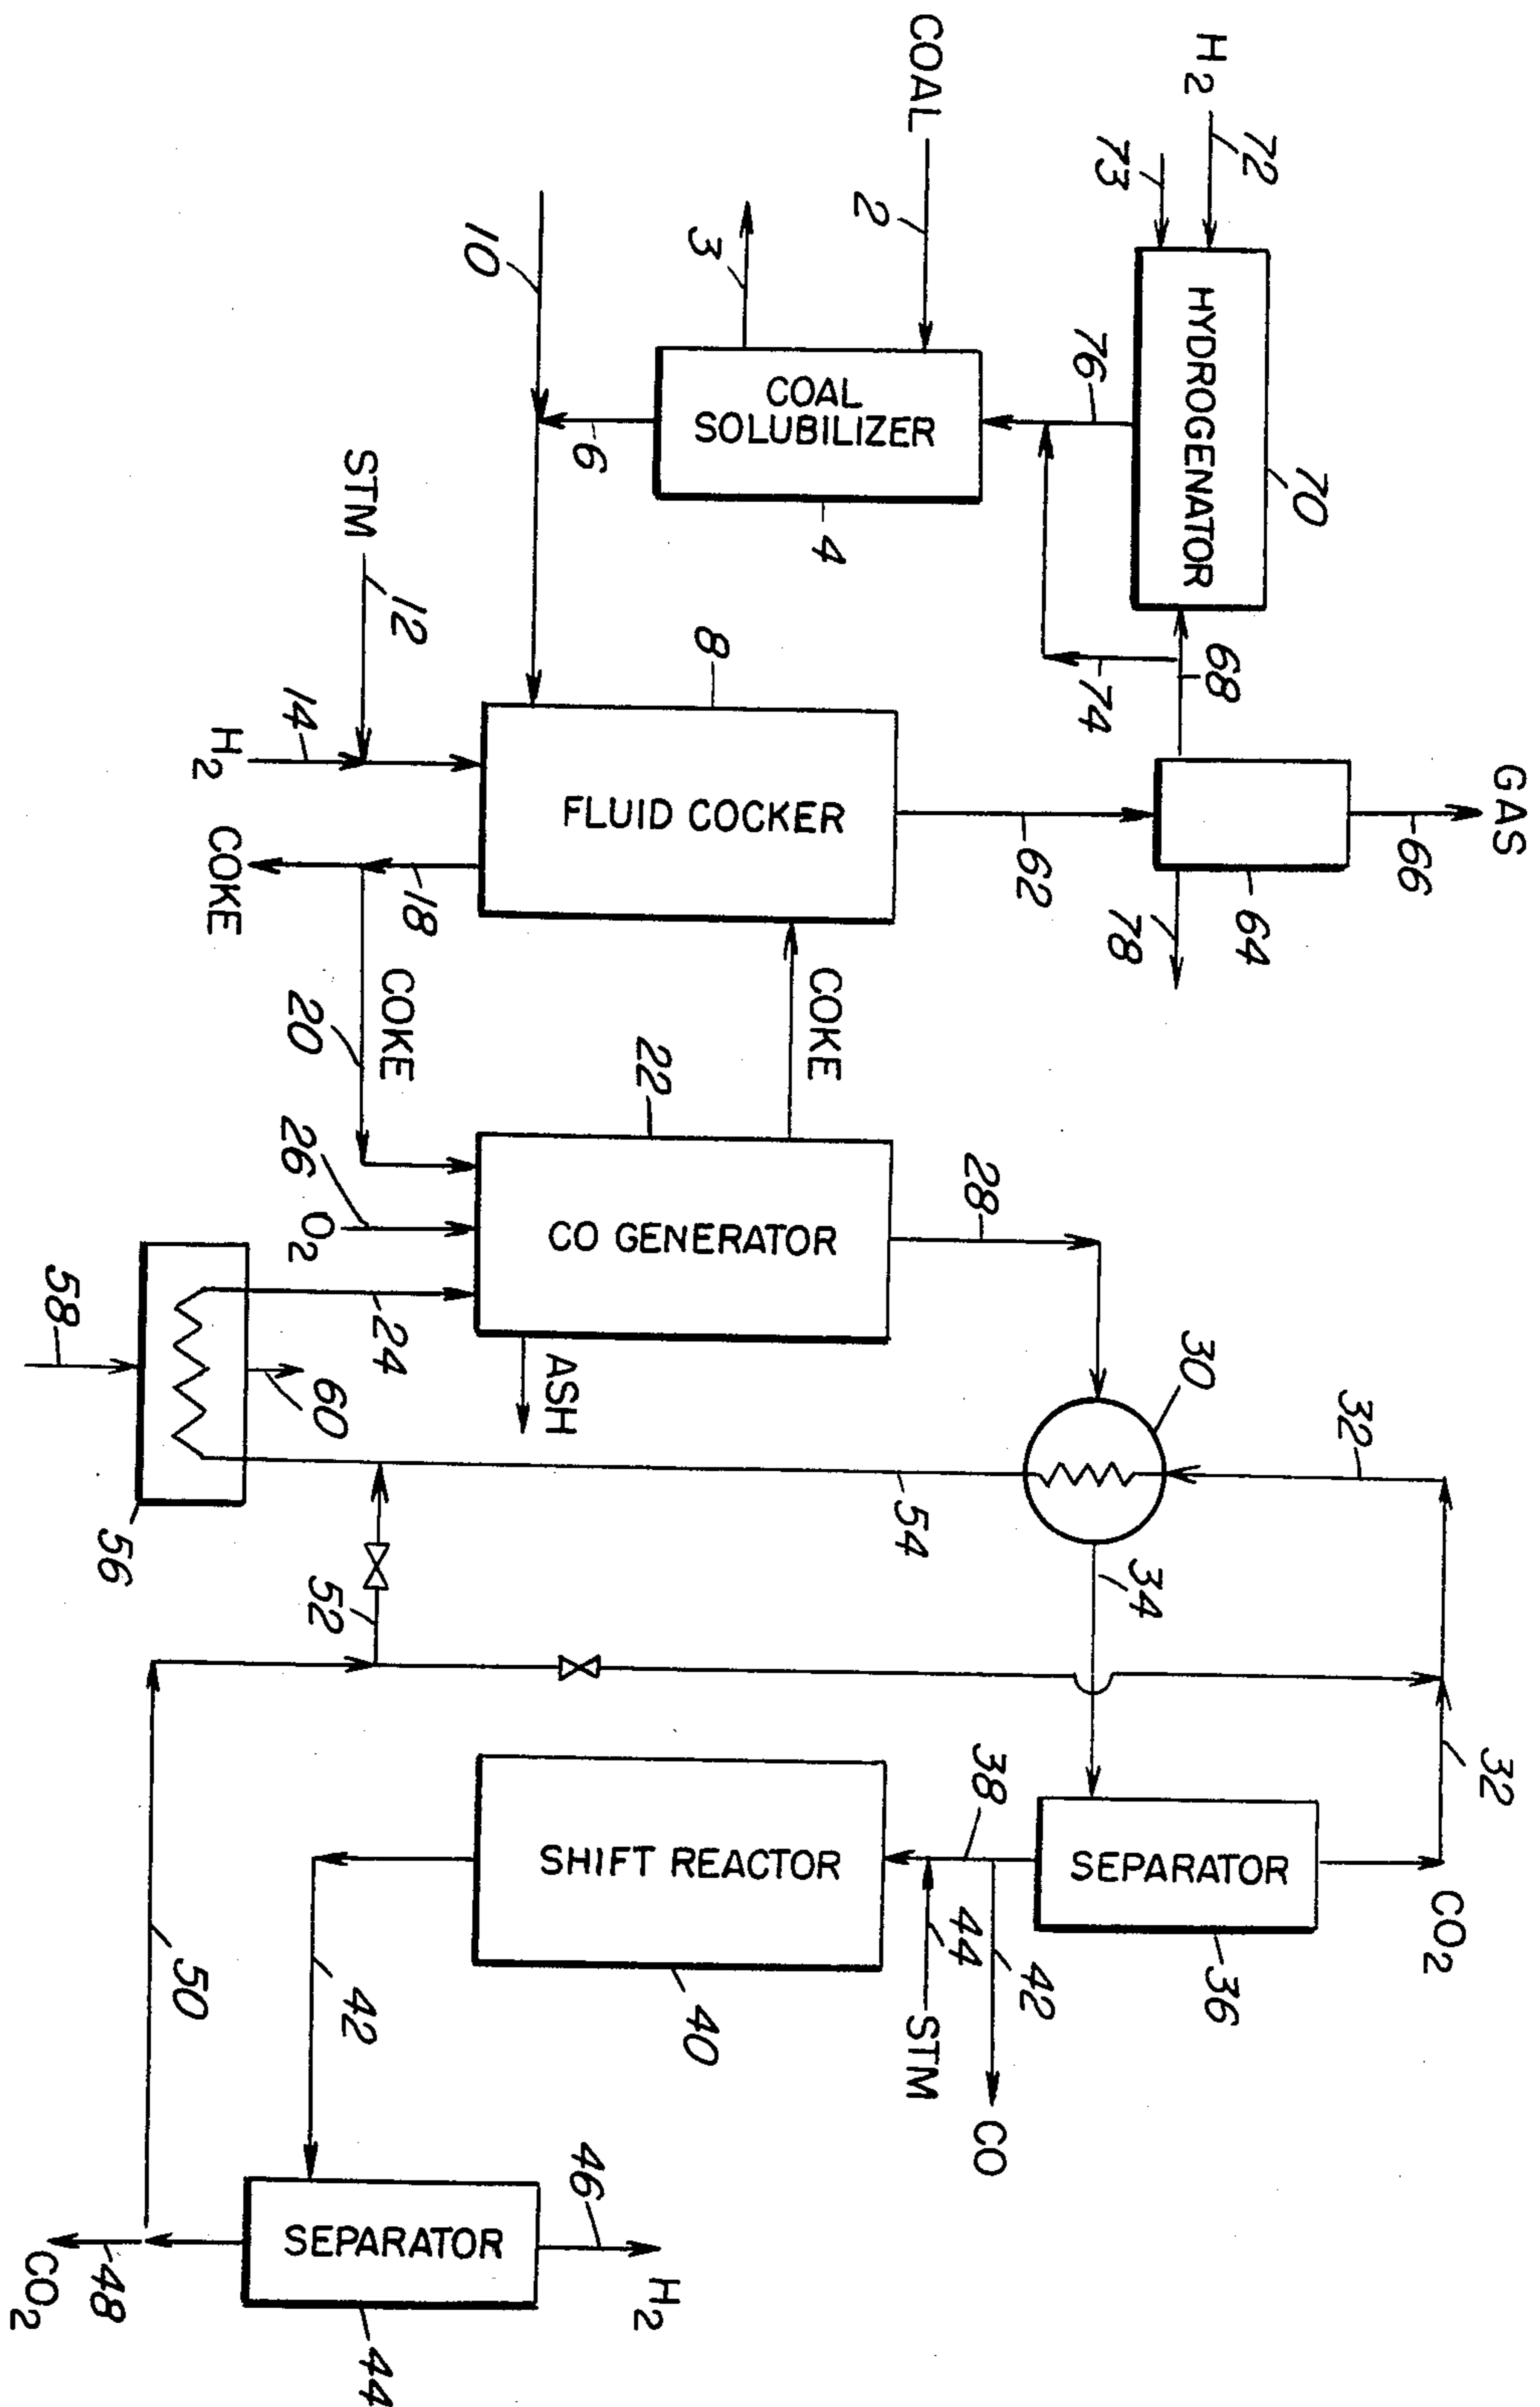 GAS
66
H2
72
73
HYDROGENATOR
70
68
74
76
64
78
COAL
2
3
COAL
SOLUBILIZER
4
6
10
62
8
FLUID COCKER
STM
12
14
H2
18
COKE
COKE
20
COKE
22
CO GENERATOR
26
O2
24
28
ASH
30
32
32
34
54
58
60
56
52
CO2
SEPARATOR
36
38
42
CO
44
STM
SHIFT REACTOR
40
42
50
46
H2
SEPARATOR
44
48
CO2